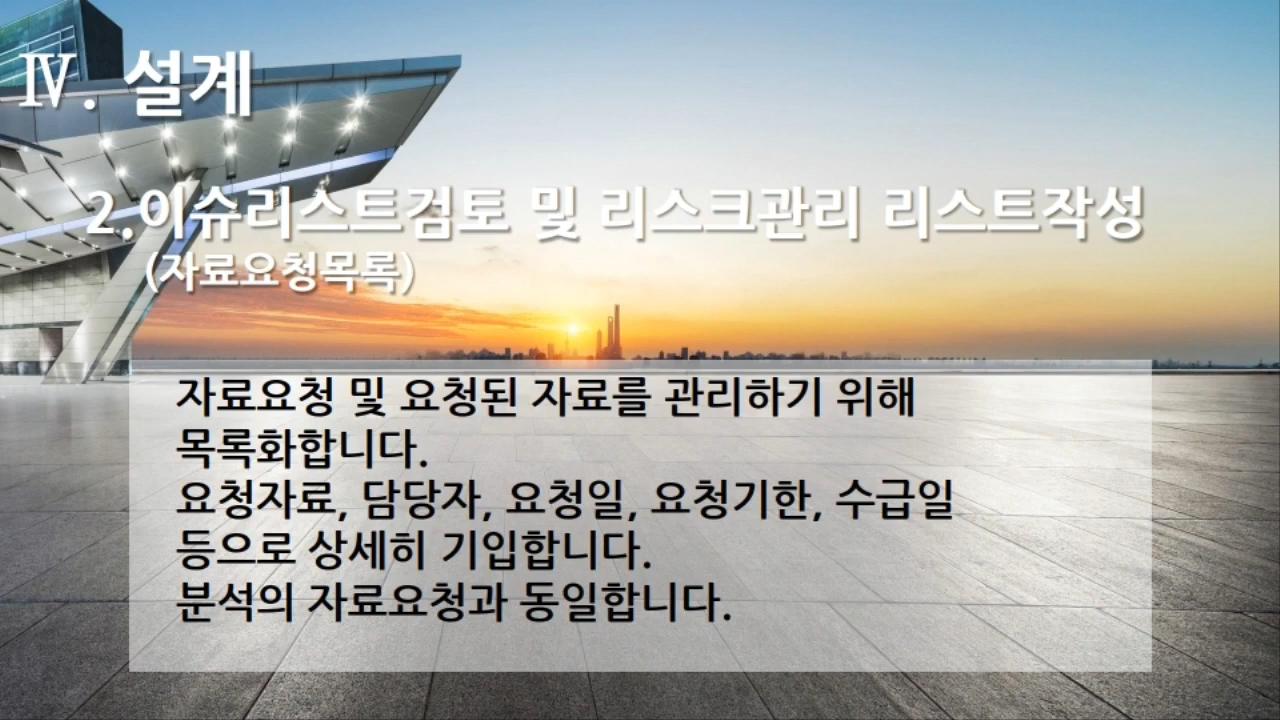 Ⅳ. 설계
2.이슈리스트검토 및 리스크관리 리스트작성
(자료요청목록)
자료요청 및 요청된 자료를 관리하기 위해
목록화합니다.
요청자료, 담당자, 요청일, 요청기한, 수급일
등으로 상세히 기입합니다.
분석의 자료요청과 동일합니다.